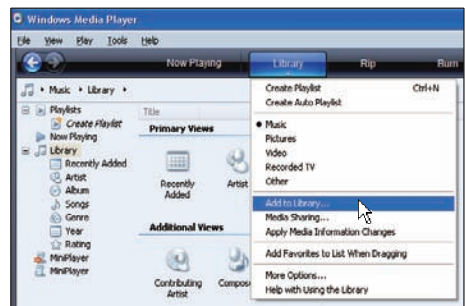 Windows Media Player
File View Play Tools Help
Now Playing Library Rip Burn
Music Library
Playlists
Create Playlist
Now Playing
Library
Recently Added
Artist
Album
Songs
Genre
Year
Rating
MiniPlayer
MiniPlayer
Title
Primary Views
Recently Added
Artist
Additional Views
Contributing Artist
Compos
Create Playlist Ctrl+N
Create Auto Playlist
Music
Pictures
Video
Recorded TV
Other
Add to Library...
Media Sharing...
Apply Media Information Changes
Add Favorites to List When Dragging
More Options...
Help with Using the Library